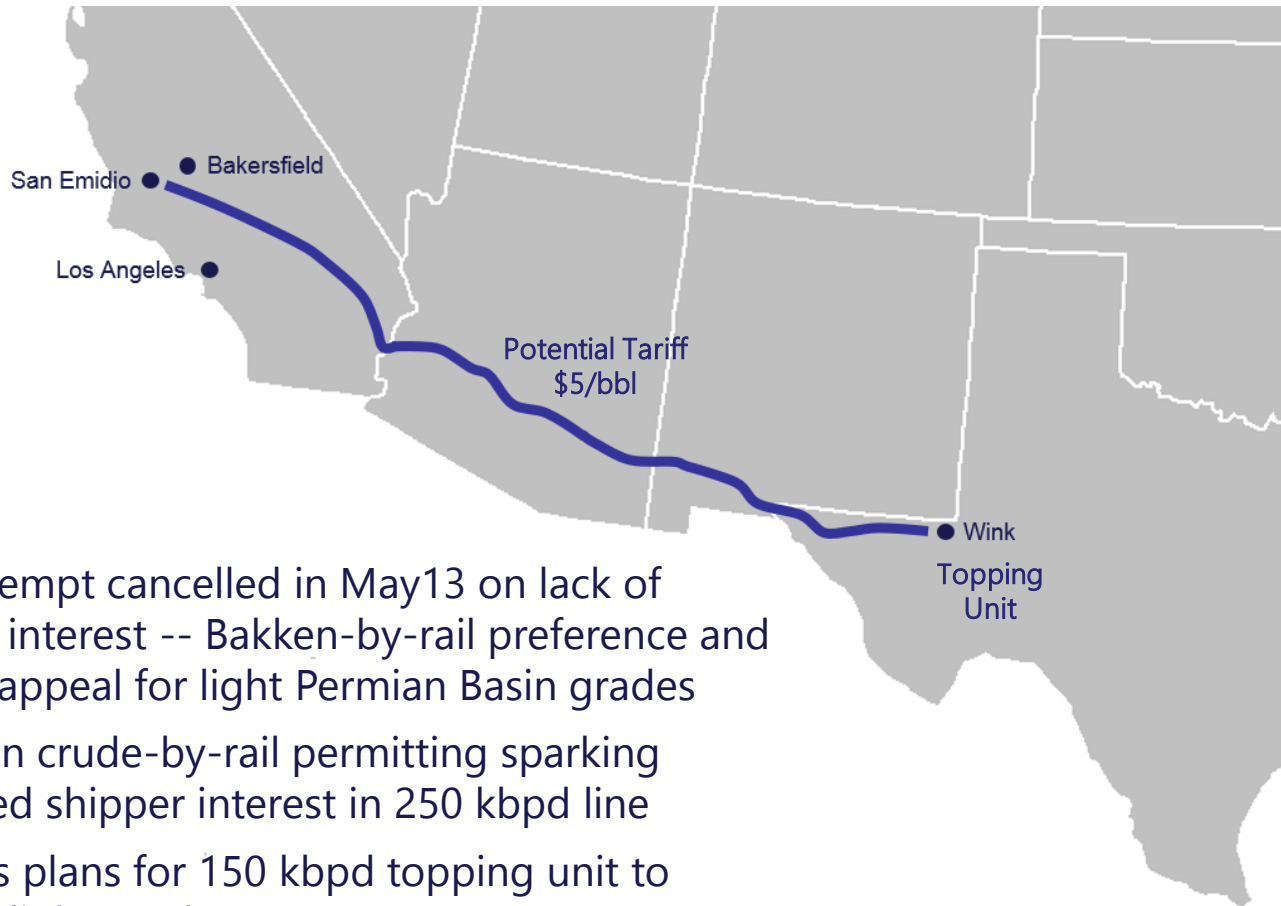 Bakersfield
San Emidio
Los Angeles
Potential Tariff
$5/bbl
Wink
Topping
Unit
empt cancelled in May13 on lack of
interest -- Bakken-by-rail preference and
appeal for light Permian Basin grades
n crude-by-rail permitting sparking
ed shipper interest in 250 kbpd line
s plans for 150 kbpd topping unit to